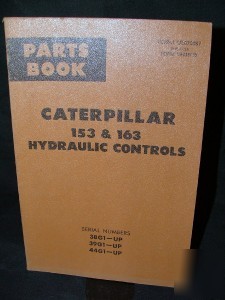 PARTS
BOOK
CATERPILLAR
153 & 163
HYDRAULIC CONTROLS
SERIAL NUMBERS
38G1-UP
39G1-UP
44G1-UP